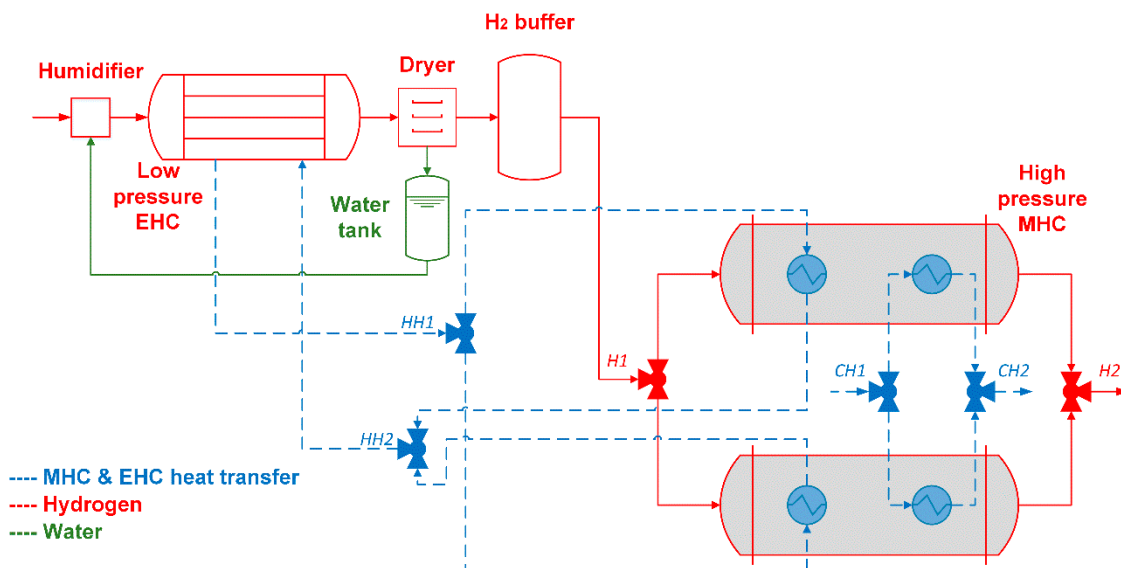 H2 buffer
Humidifier
Dryer
Low
pressure
EHC
Water
tank
High
pressure
MHC
HH1
H1
CH1
CH2
H2
HH2
---- MHC & EHC heat transfer
---- Hydrogen
---- Water